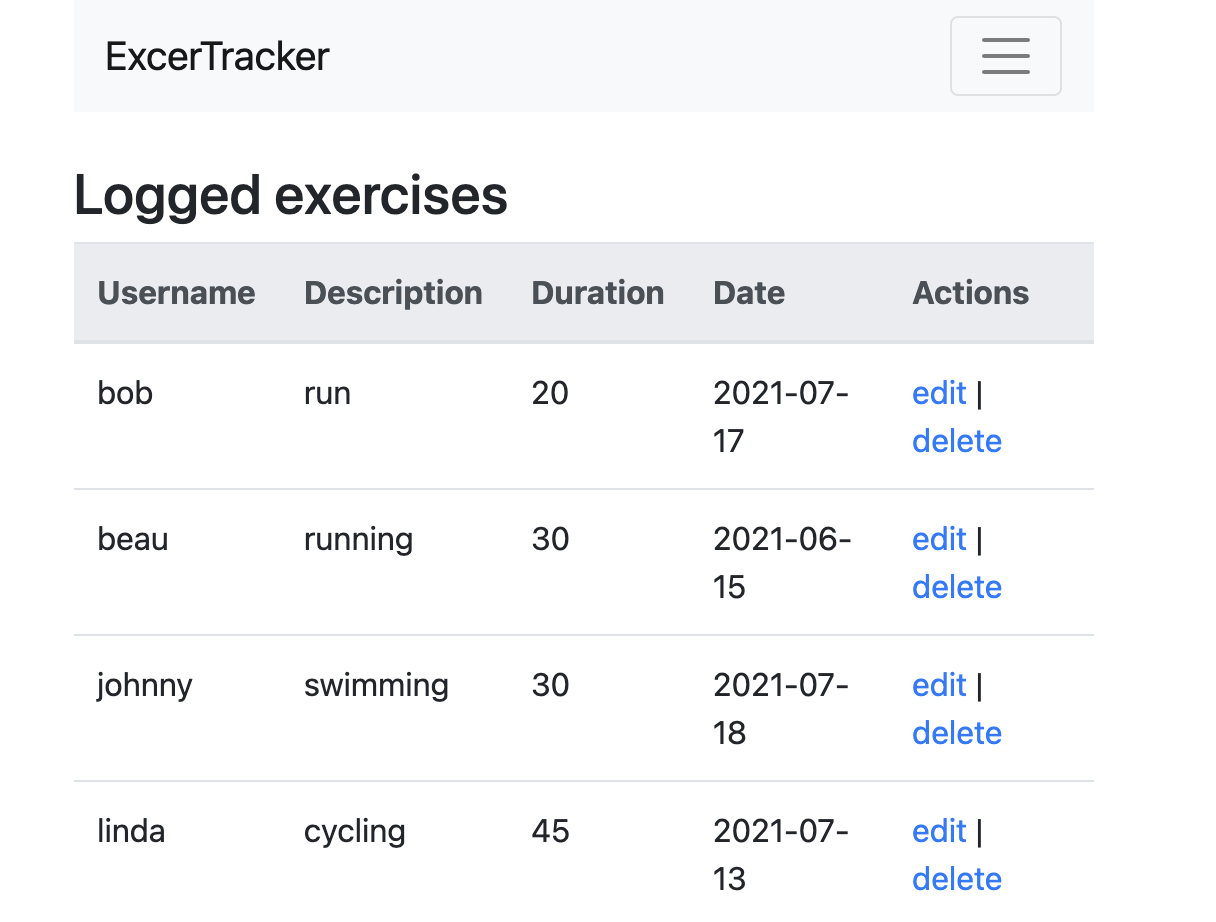 ExcerTracker
Logged exercises
Username Description Duration Date Actions
bob run 20 2021-07- edit |
17 delete
beau running 30 2021-06- edit |
15 delete
johnny swimming 30 2021-07- edit |
18 delete
linda cycling 45 2021-07- edit |
13 delete